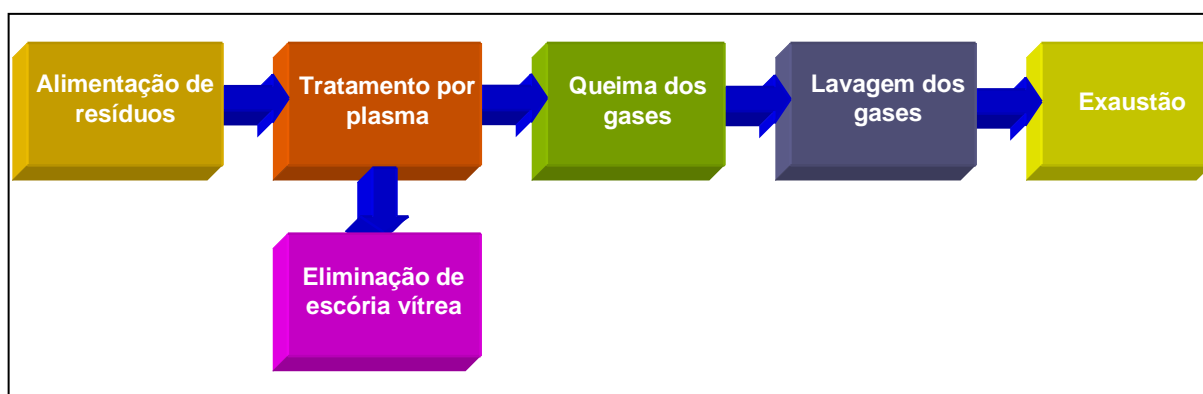 Alimentação de
resíduos
Tratamento por
plasma
Queima dos
gases
Lavagem dos
gases
Exaustão
Eliminação de
escória vítrea